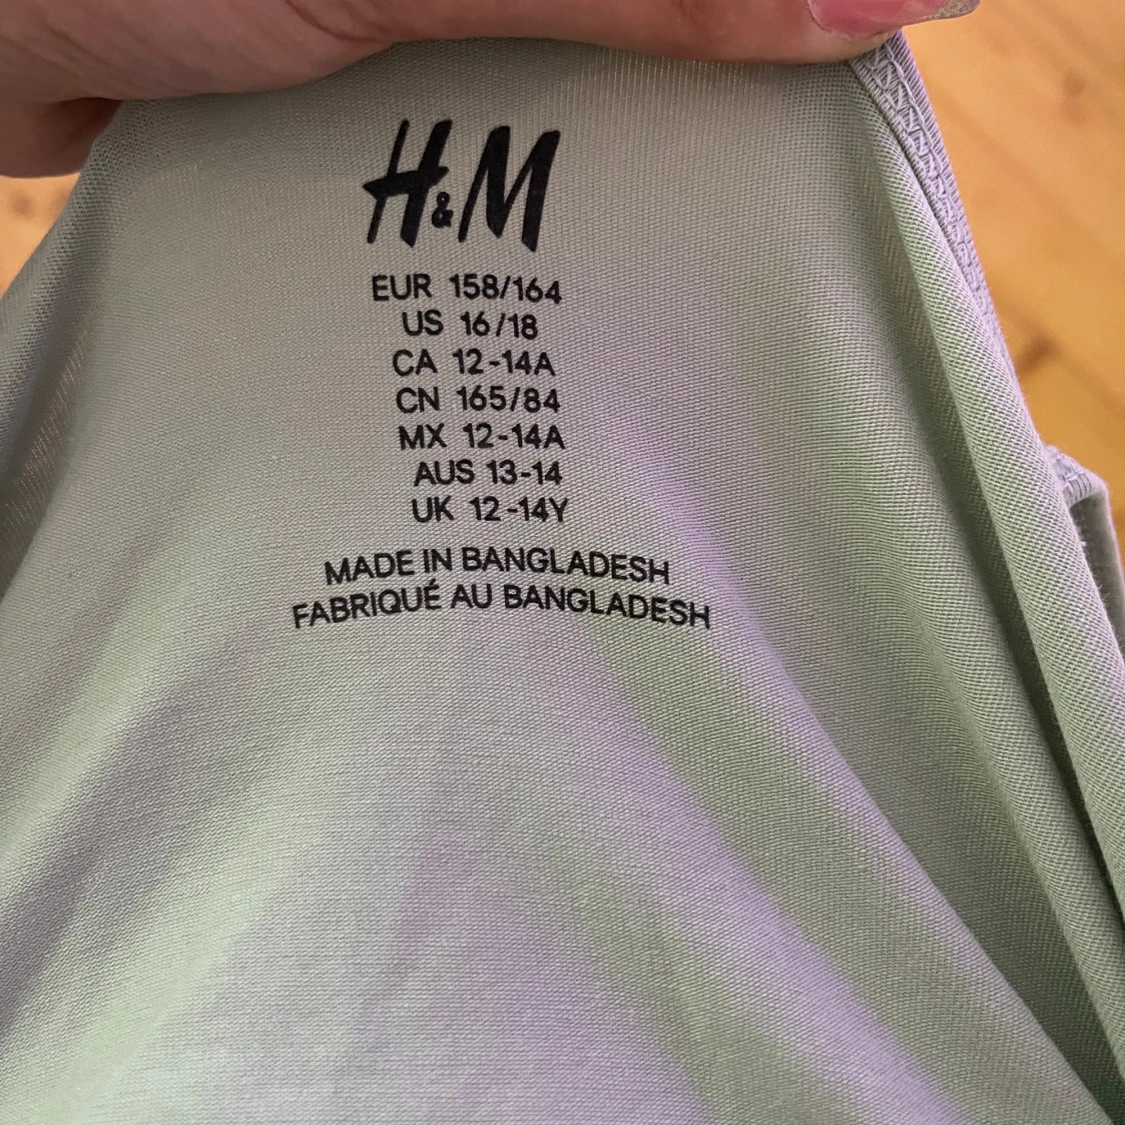 H&M
EUR 158/164
US 16/18
CA 12-14A
CN 165/84
MX 12-14A
AUS 13-14
UK 12-14Y
MADE IN BANGLADESH
FABRIQUÉ AU BANGLADESH